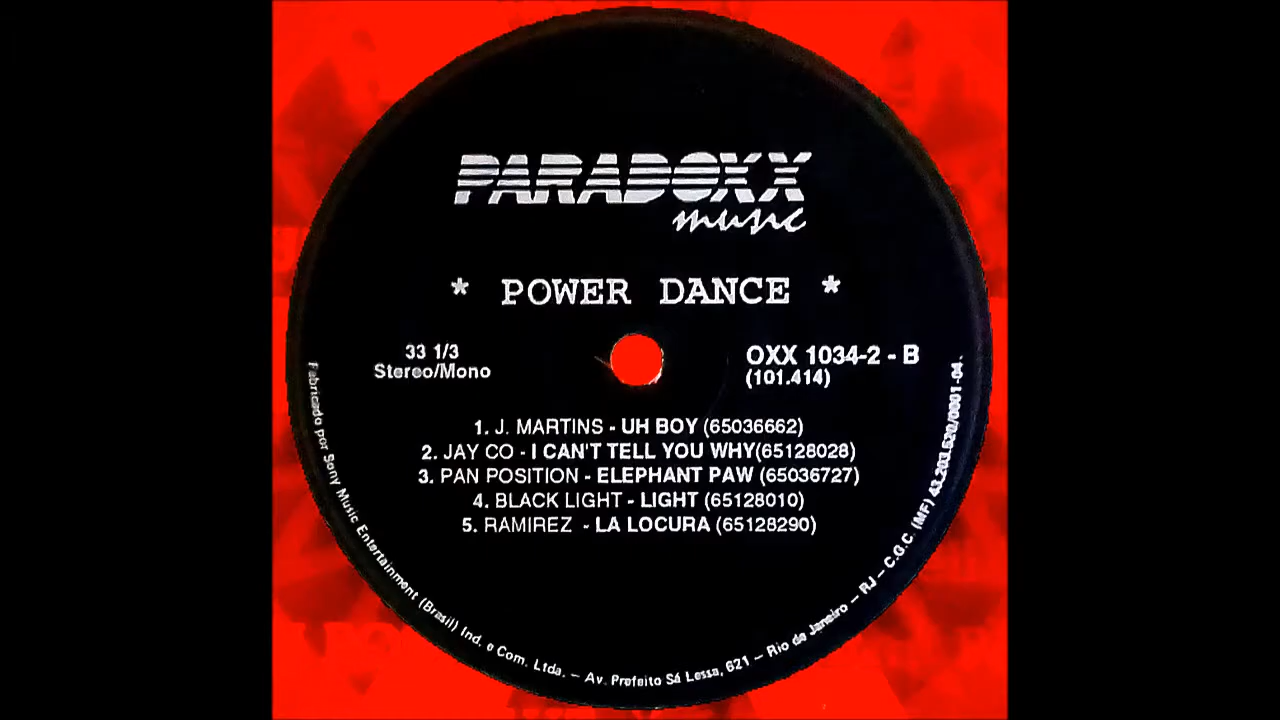 PARADOXX
music
* POWER DANCE *
33 1/3
Stereo/Mono
OXX 1034-2 - B
(101.414)
1. J. MARTINS - UH BOY (65036662)
2. JAY CO - I CAN'T TELL YOU WHY(65128028)
3. PAN POSITION - ELEPHANT PAW (65036727)
4. BLACK LIGHT - LIGHT (65128010)
5. RAMIREZ - LA LOCURA (65128290)
Fabricado por Sony Music Entertainment (Brasil) Ind. e Com. Ltda. – Av. Prefeito Sá Lessa, 621 – Rio de Janeiro – RJ – C.G.C. (MF) 43.203.520/0001-04.